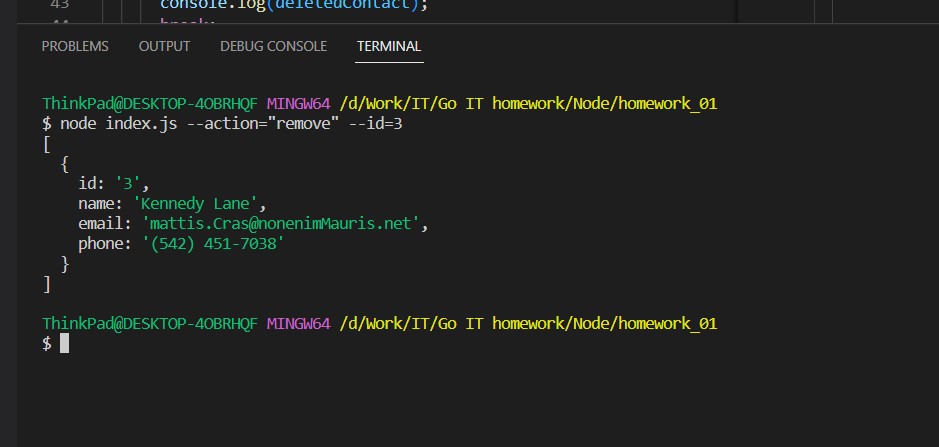 43 console.log(deletedContact);
44 break;
PROBLEMS OUTPUT DEBUG CONSOLE TERMINAL
ThinkPad@DESKTOP-4OBRHQF MINGW64 /d/Work/IT/Go IT homework/Node/homework_01
$ node index.js --action="remove" --id=3
[
  {
    id: '3',
    name: 'Kennedy Lane',
    email: 'mattis.Cras@nonenimMauris.net',
    phone: '(542) 451-7038'
  }
]
ThinkPad@DESKTOP-4OBRHQF MINGW64 /d/Work/IT/Go IT homework/Node/homework_01
$